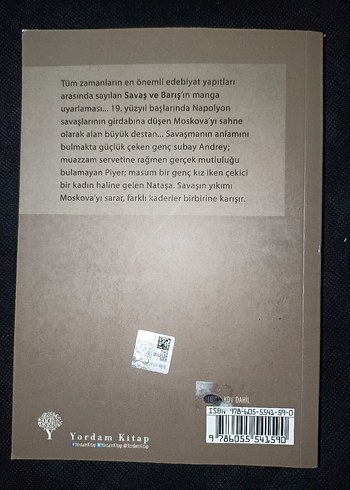 Tüm zamanların en önemli edebiyat yapıtları
arasında sayılan Savaş ve Barış'ın manga
uyarlaması... 19. yüzyıl başlarında Napolyon
savaşlarının girdabına düşen Moskova'yı sahne
olarak alan büyük destan... Savaşmanın anlamını
bulmakta güçlük çeken genç subay Andrey;
muazzam servetine rağmen gerçek mutluluğu
bulamayan Piyer; masum bir genç kız iken çekici
bir kadın haline gelen Nataşa. Savaşın yıkımı
Moskova'yı sarar, farklı kaderler birbirine karışır.
KDV DAHİL
ISBN 978-605-5541-59-0
9 786055 541590
Yordam Kitap